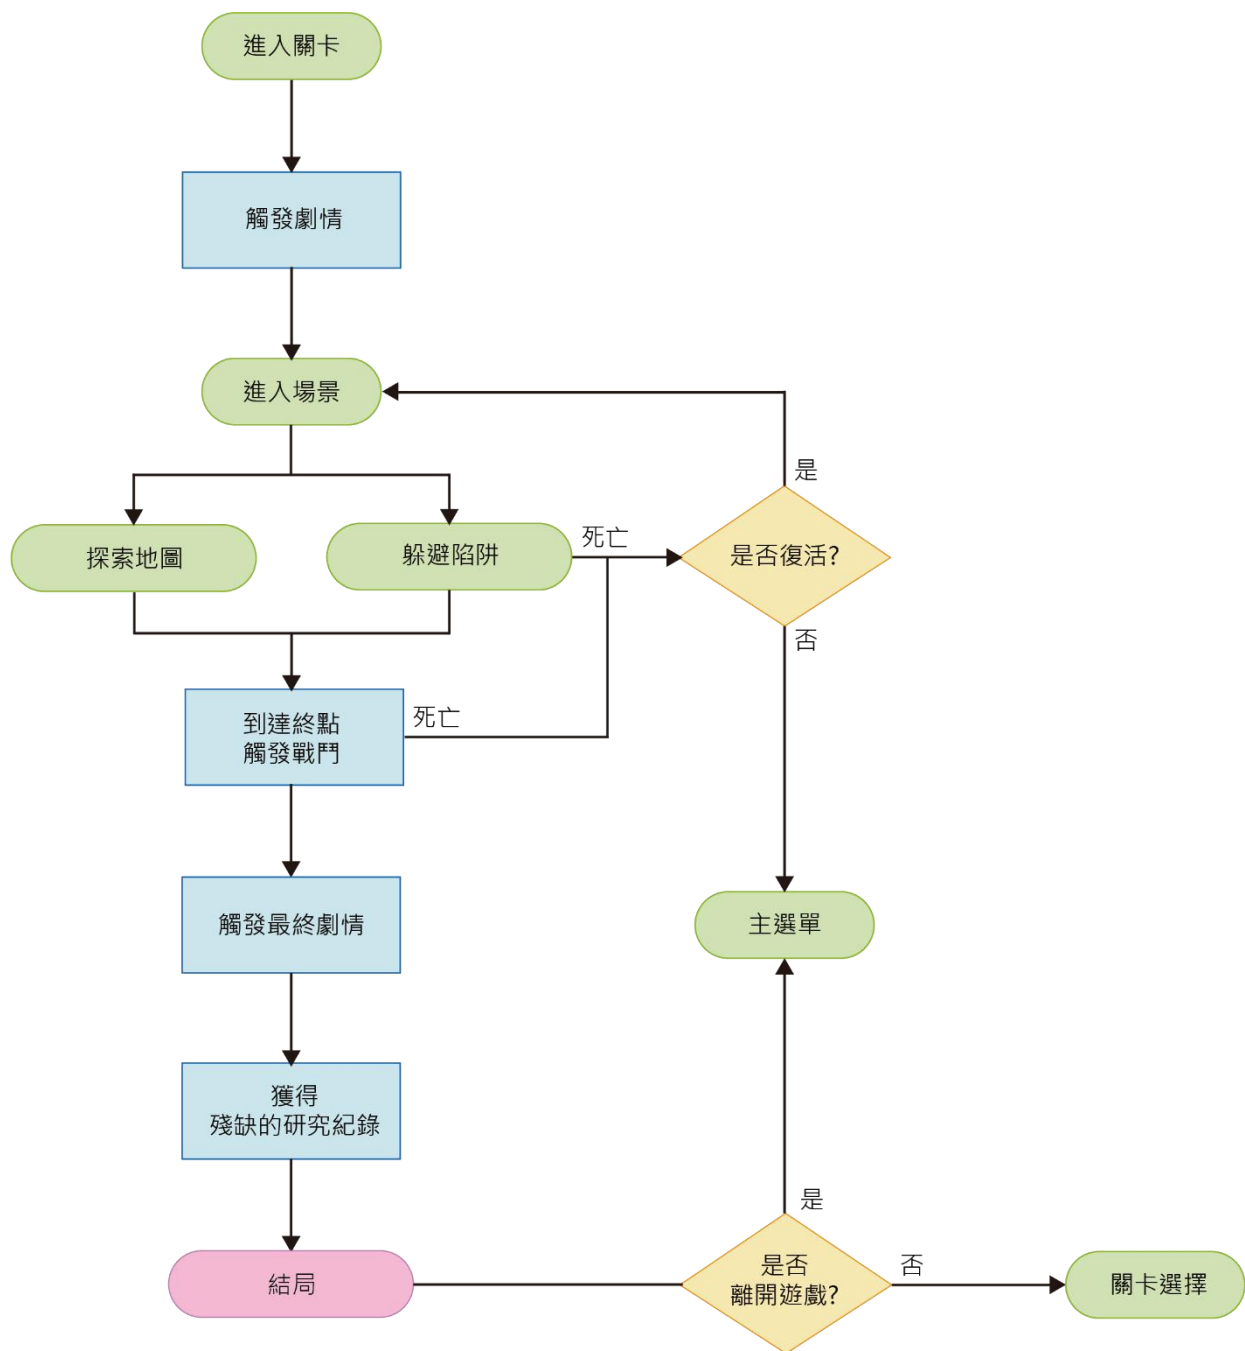 進入關卡
觸發劇情
進入場景
是
探索地圖
躲避陷阱
死亡
是否復活?
否
到達終點
觸發戰鬥
死亡
觸發最終劇情
主選單
獲得
殘缺的研究紀錄
是
結局
是否
離開遊戲?
否
關卡選擇